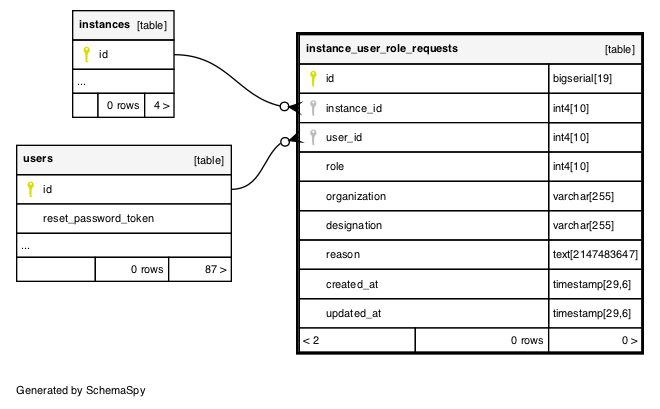 instances [table]
id
...
0 rows 4 >
users [table]
id
reset_password_token
...
0 rows 87 >
instance_user_role_requests [table]
id bigserial[19]
instance_id int4[10]
user_id int4[10]
role int4[10]
organization varchar[255]
designation varchar[255]
reason text[2147483647]
created_at timestamp[29,6]
updated_at timestamp[29,6]
< 2 0 rows 0 >
Generated by SchemaSpy